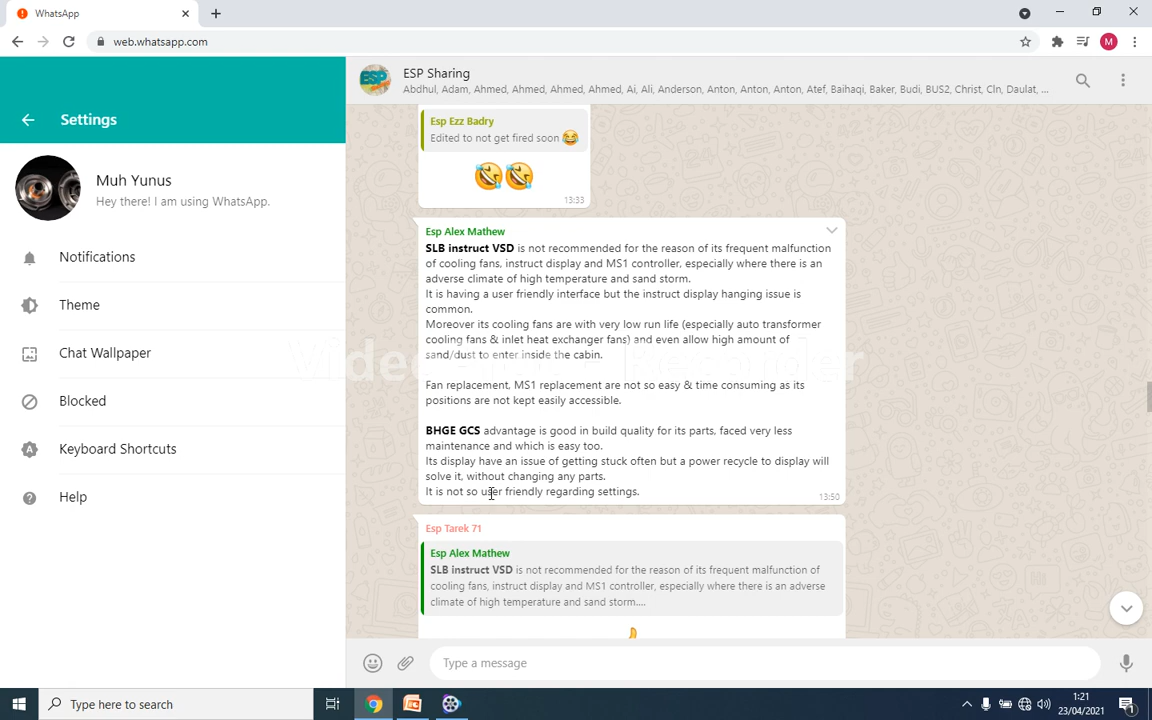 WhatsApp
web.whatsapp.com
M
Settings
Muh Yunus
Hey there! I am using WhatsApp.
Notifications
Theme
Chat Wallpaper
Blocked
Keyboard Shortcuts
Help
ESP
ESP Sharing
Abdhul, Adam, Ahmed, Ahmed, Ahmed, Ahmed, Ai, Ali, Anderson, Anton, Anton, Anton, Atef, Baihaqi, Baker, Budi, BUS2, Christ, Cln, Daulat, ...
Esp Ezz Badry
Edited to not get fired soon 😂
🤣🤣
13:33
Esp Alex Mathew
SLB instruct VSD is not recommended for the reason of its frequent malfunction
of cooling fans, instruct display and MS1 controller, especially where there is an
adverse climate of high temperature and sand storm.
It is having a user friendly interface but the instruct display hanging issue is
common.
Moreover its cooling fans are with very low run life (especially auto transformer
cooling fans & inlet heat exchanger fans) and even allow high amount of
sand/dust to enter inside the cabin.
Fan replacement, MS1 replacement are not so easy & time consuming as its
positions are not kept easily accessible.
BHGE GCS advantage is good in build quality for its parts, faced very less
maintenance and which is easy too.
Its display have an issue of getting stuck often but a power recycle to display will
solve it, without changing any parts.
It is not so user friendly regarding settings.
13:50
Esp Tarek 71
Esp Alex Mathew
SLB instruct VSD is not recommended for the reason of its frequent malfunction of
cooling fans, instruct display and MS1 controller, especially where there is an adverse
climate of high temperature and sand storm....
Type a message
Type here to search
1:21
23/04/2021
1